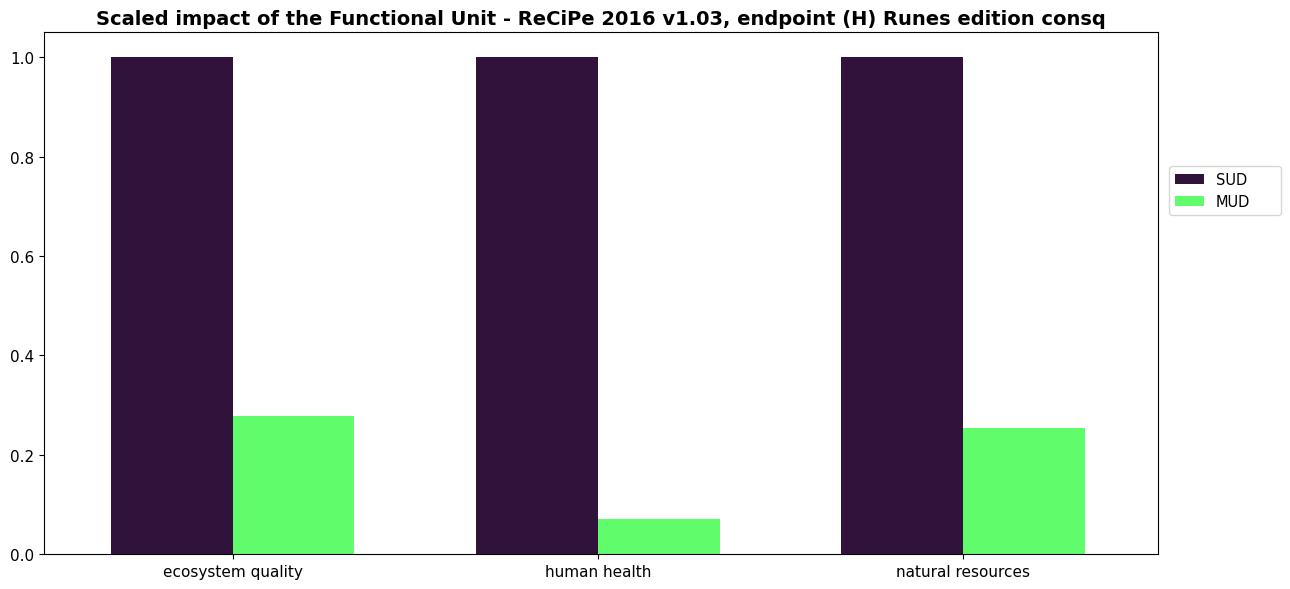 Scaled impact of the Functional Unit - ReCiPe 2016 v1.03, endpoint (H) Runes edition consq
1.0
0.8
0.6
0.4
0.2
0.0
ecosystem quality
human health
natural resources
SUD
MUD